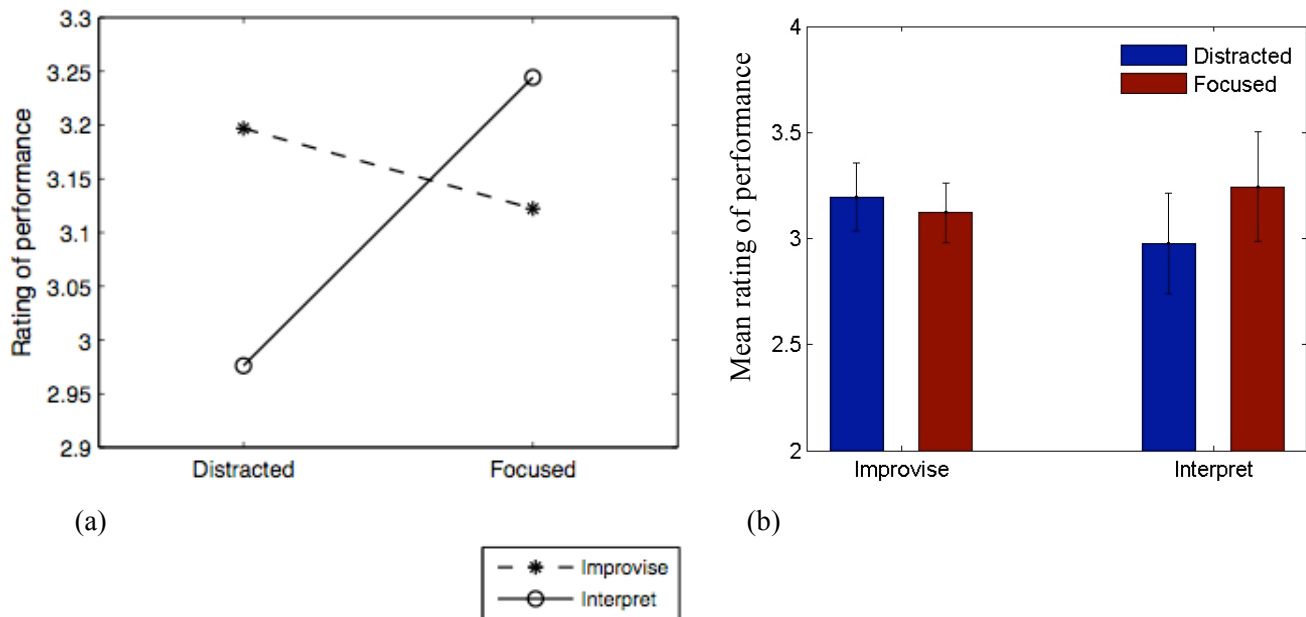 3.3
3.25
3.2
3.15
3.1
3.05
3
2.95
2.9
Rating of performance
Distracted Focused
(a)
Improvise
Interpret
4
3.5
3
2.5
2
Mean rating of performance
Distracted
Focused
Improvise Interpret
(b)